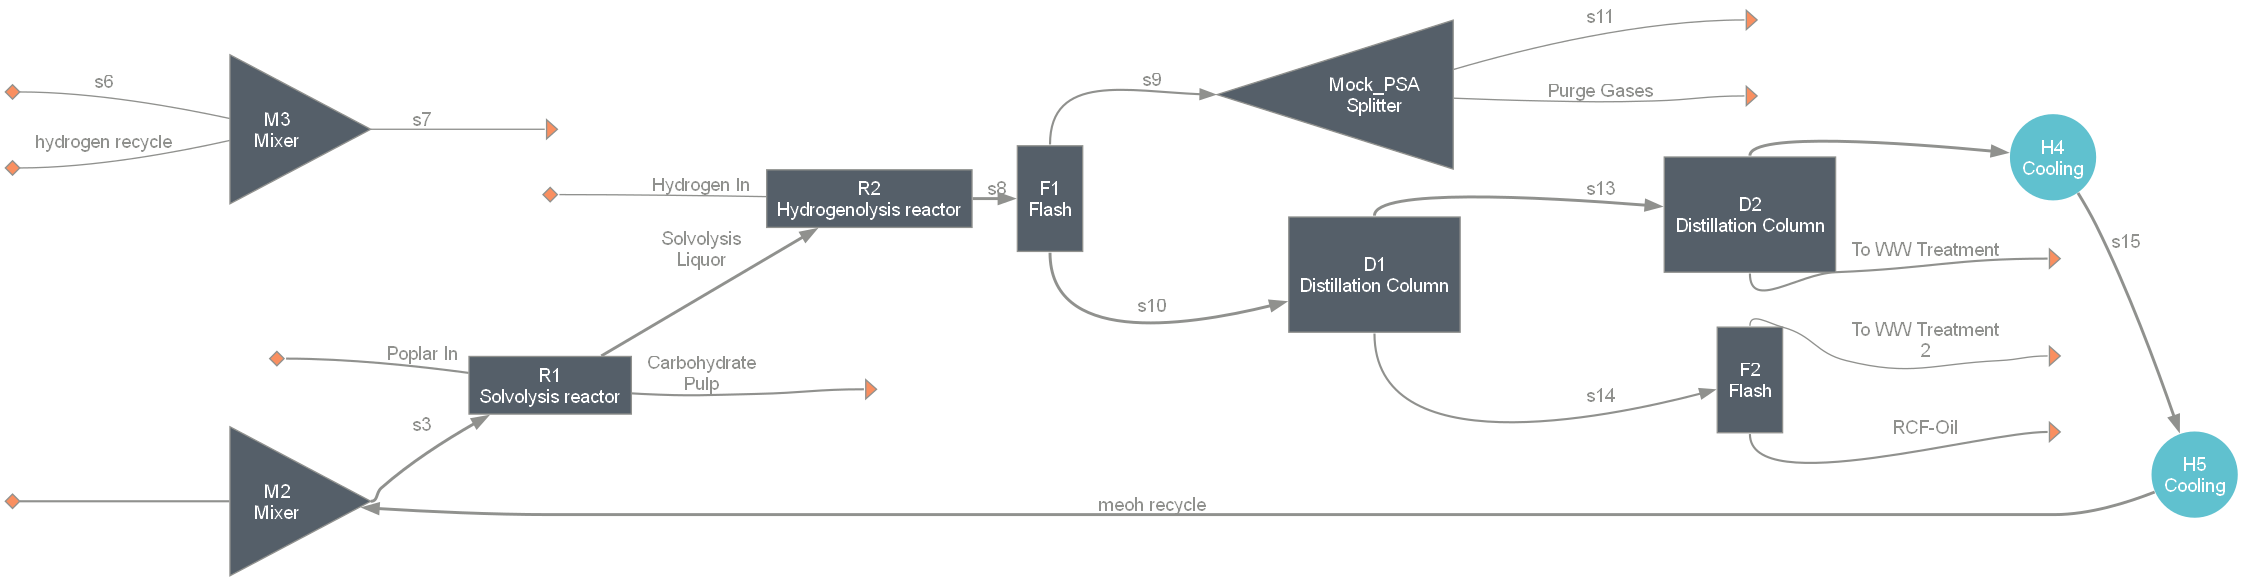 s11
s9
Mock_PSA
Splitter
Purge Gases
s6
M3
Mixer
s7
hydrogen recycle
H4
Cooling
Hydrogen In
R2
Hydrogenolysis reactor
s8
F1
Flash
s13
D2
Distillation Column
Solvolysis
Liquor
To WW Treatment
s15
D1
Distillation Column
s10
To WW Treatment
2
Poplar In
R1
Solvolysis reactor
Carbohydrate
Pulp
F2
Flash
s14
s3
RCF-Oil
M2
Mixer
H5
Cooling
meoh recycle